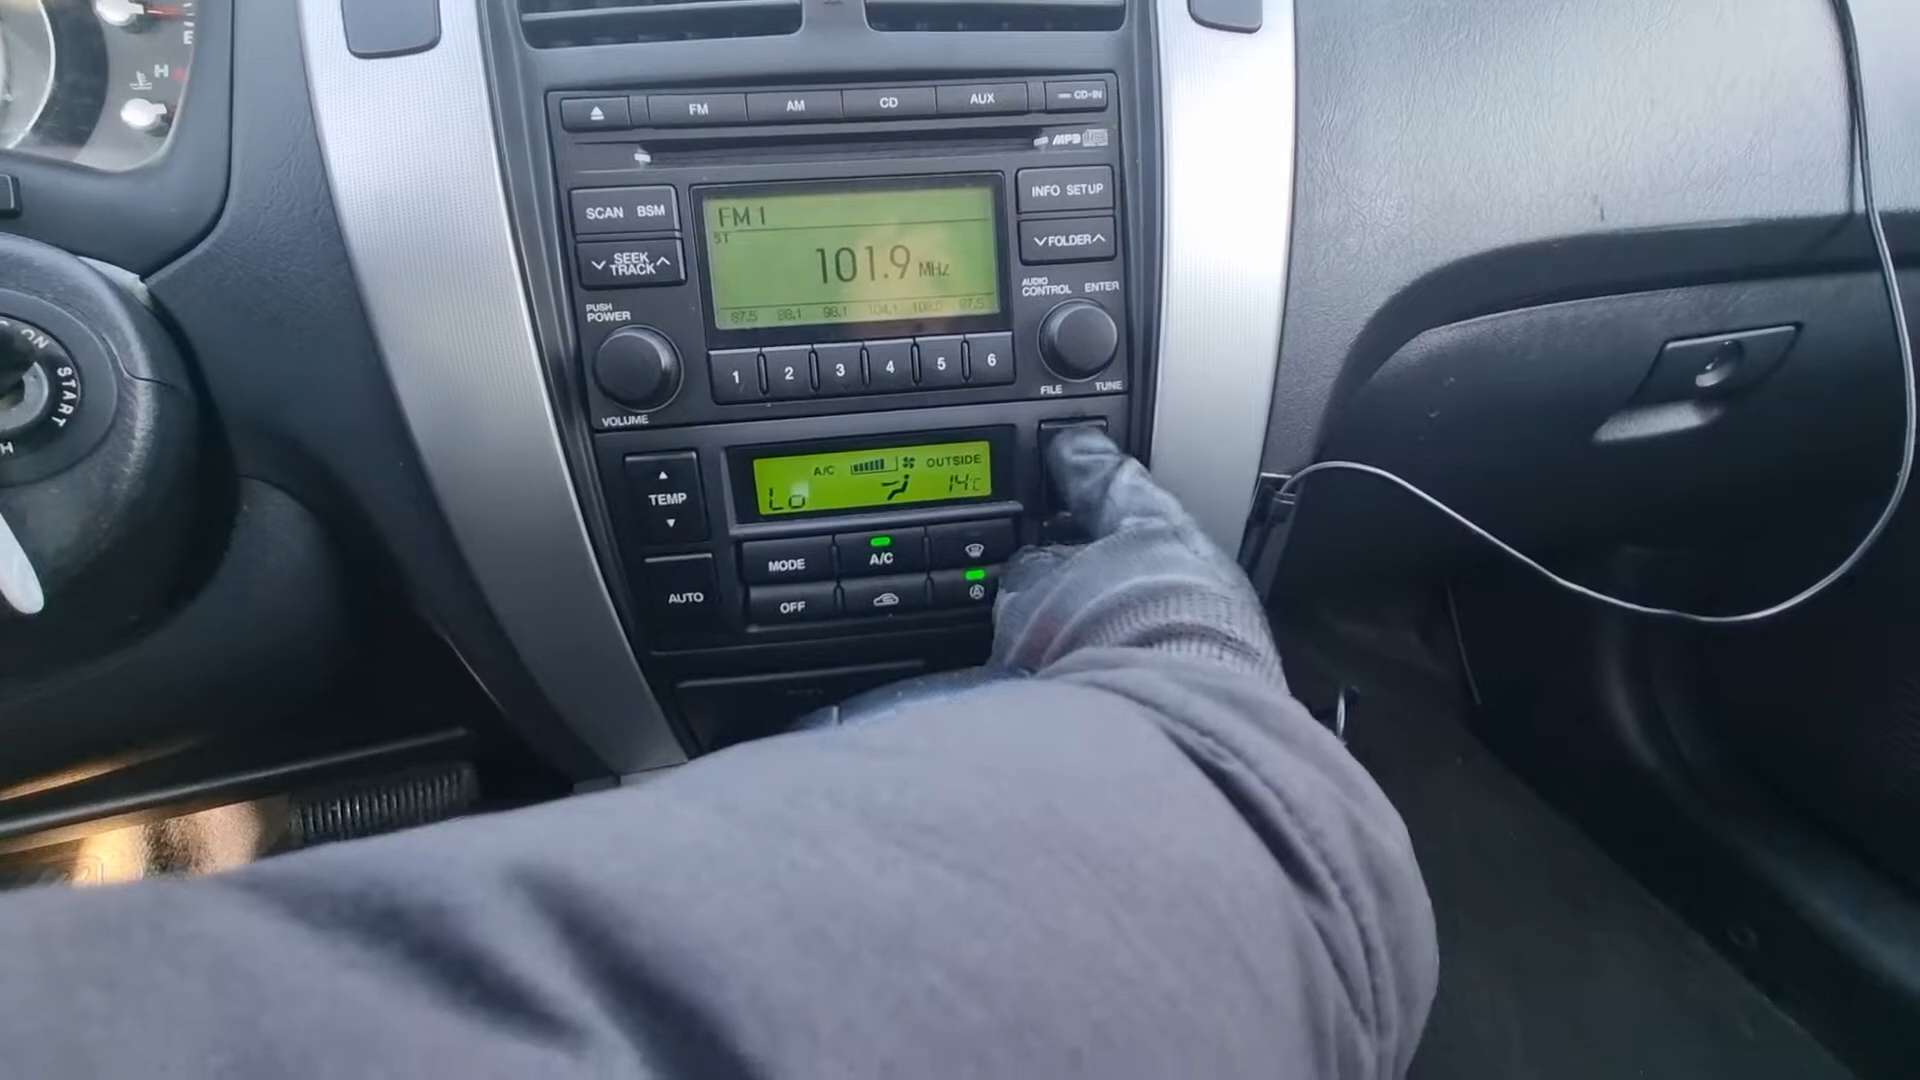 E
H
FM
AM
CD
AUX
CD-IN
MP3
SCAN BSM
INFO SETUP
FM 1
ST
101.9 MHz
SEEK
TRACK
FOLDER
AUDIO
CONTROL ENTER
PUSH
POWER
87.5 88.1 98.1 104.1 87.5
1 2 3 4 5 6
FILE TUNE
VOLUME
ON
START
H
TEMP
A/C OUTSIDE
Lo 14°C
MODE
A/C
AUTO
OFF
A